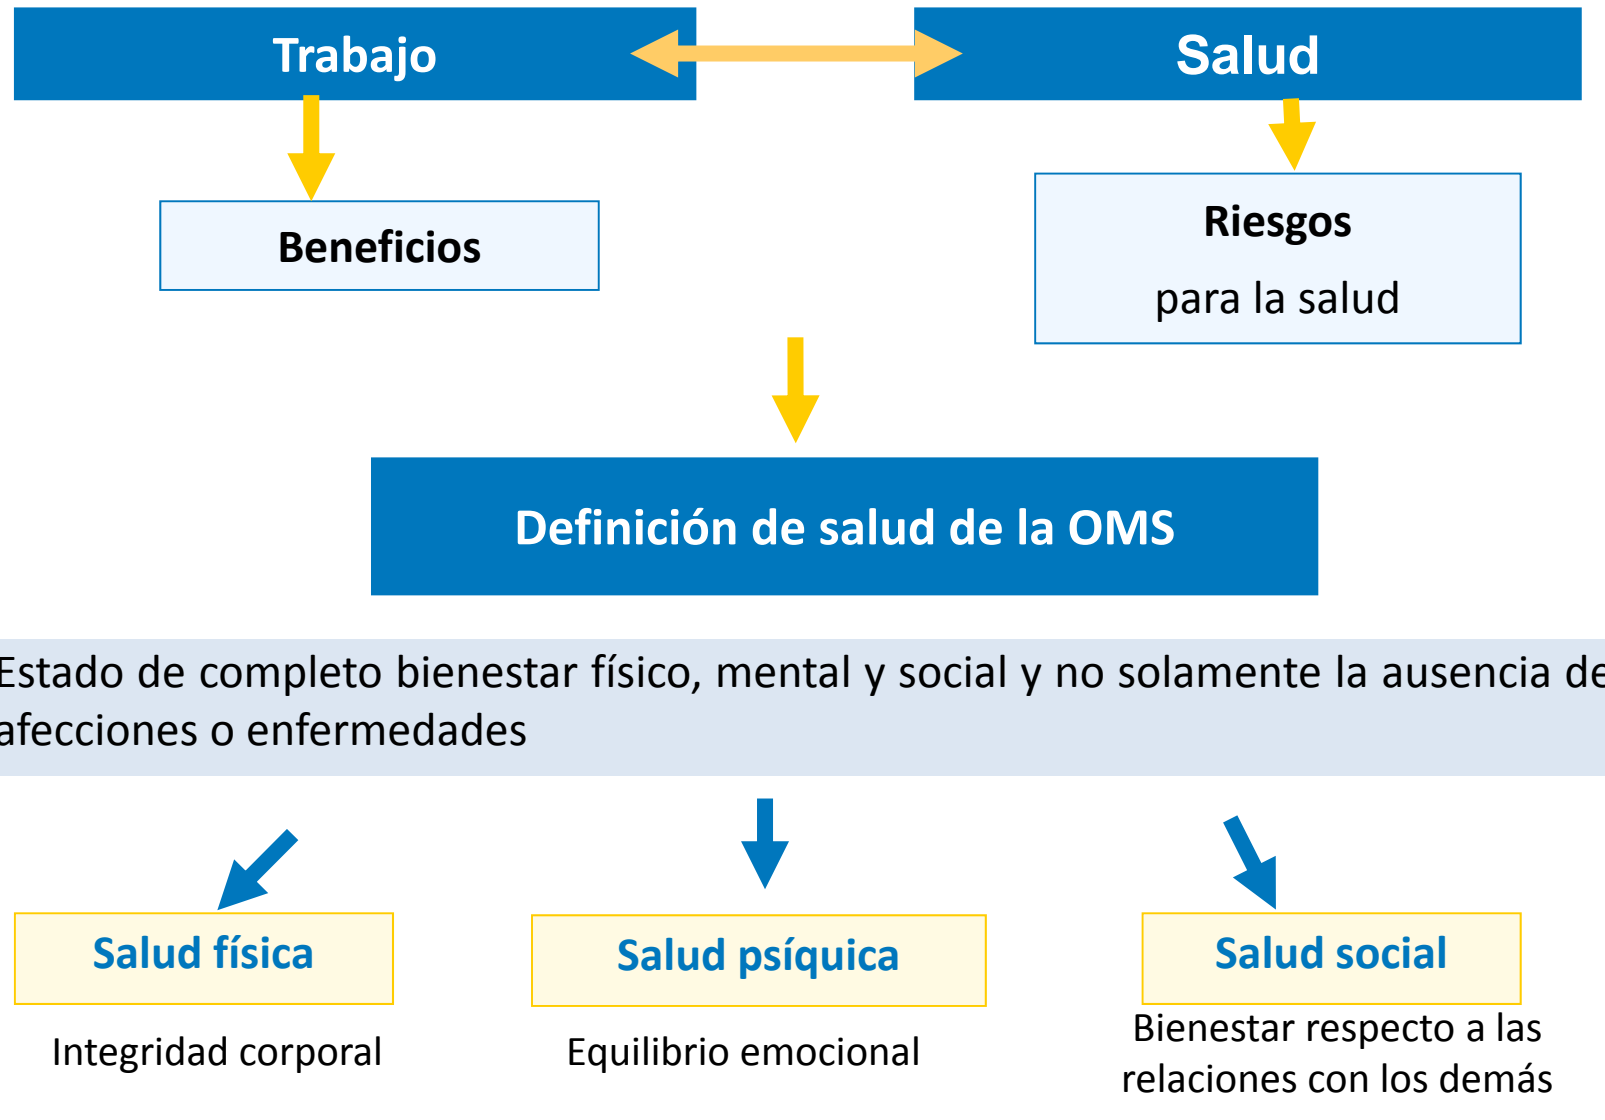 Trabajo
Salud
Beneficios
Riesgos
para la salud
Definición de salud de la OMS
Estado de completo bienestar físico, mental y social y no solamente la ausencia de
afecciones o enfermedades
Salud física
Salud psíquica
Salud social
Integridad corporal
Equilibrio emocional
Bienestar respecto a las
relaciones con los demás